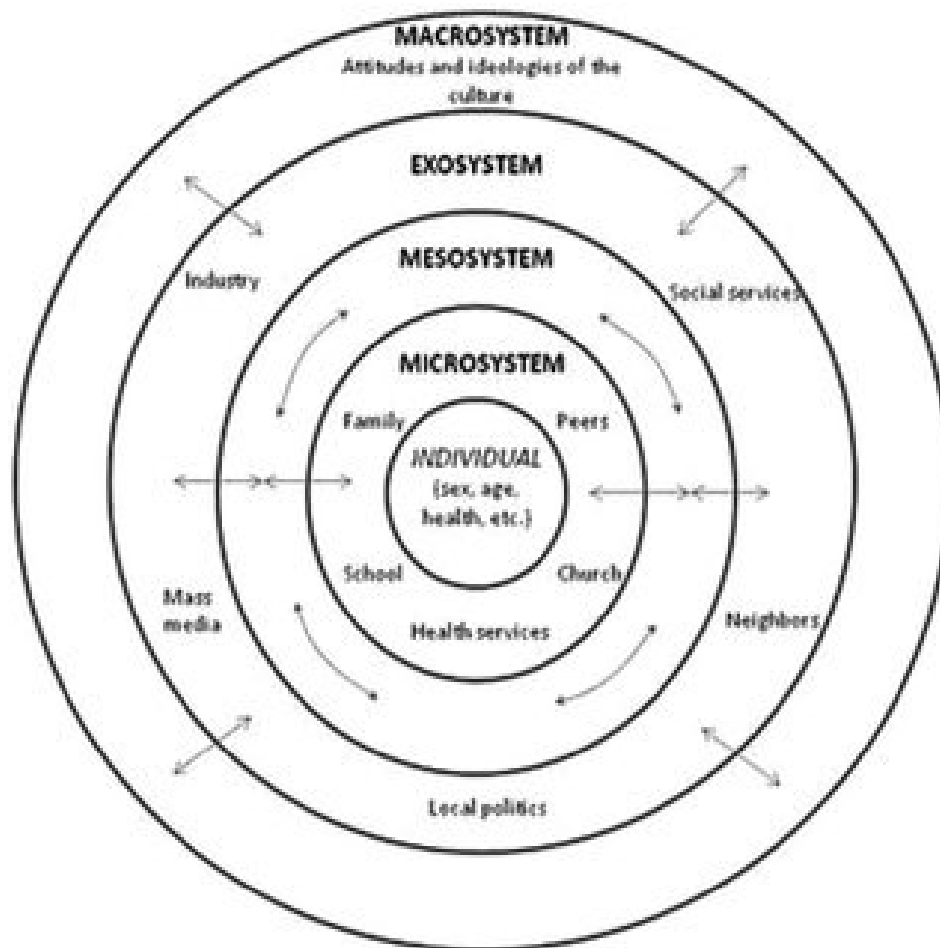 MACROSYSTEM
Attitudes and ideologies of the
culture
EXOSYSTEM
MESOSYSTEM
Industry
Social services
MICROSYSTEM
Family
Peers
INDIVIDUAL
(sex, age,
health, etc.)
School
Church
Mass
media
Neighbors
Health services
Local politics